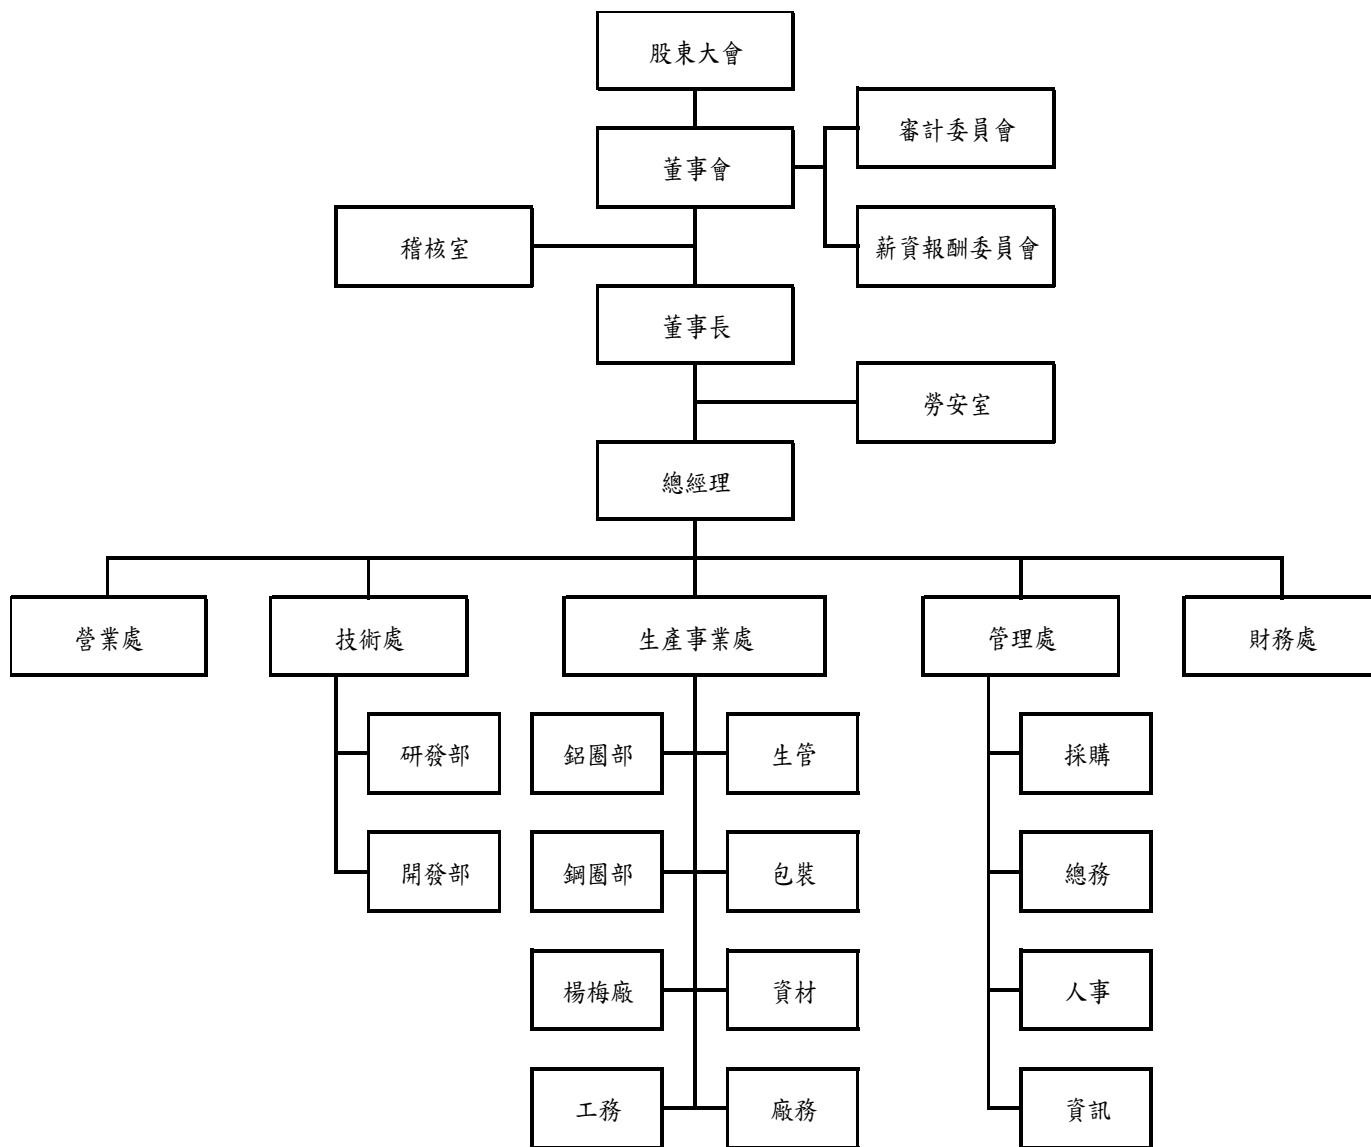 股東大會
審計委員會
董事會
稽核室
薪資報酬委員會
董事長
勞安室
總經理
營業處
技術處
生產事業處
管理處
財務處
研發部
鋁圈部
生管
採購
開發部
鋼圈部
包裝
總務
楊梅廠
資材
人事
工務
廠務
資訊